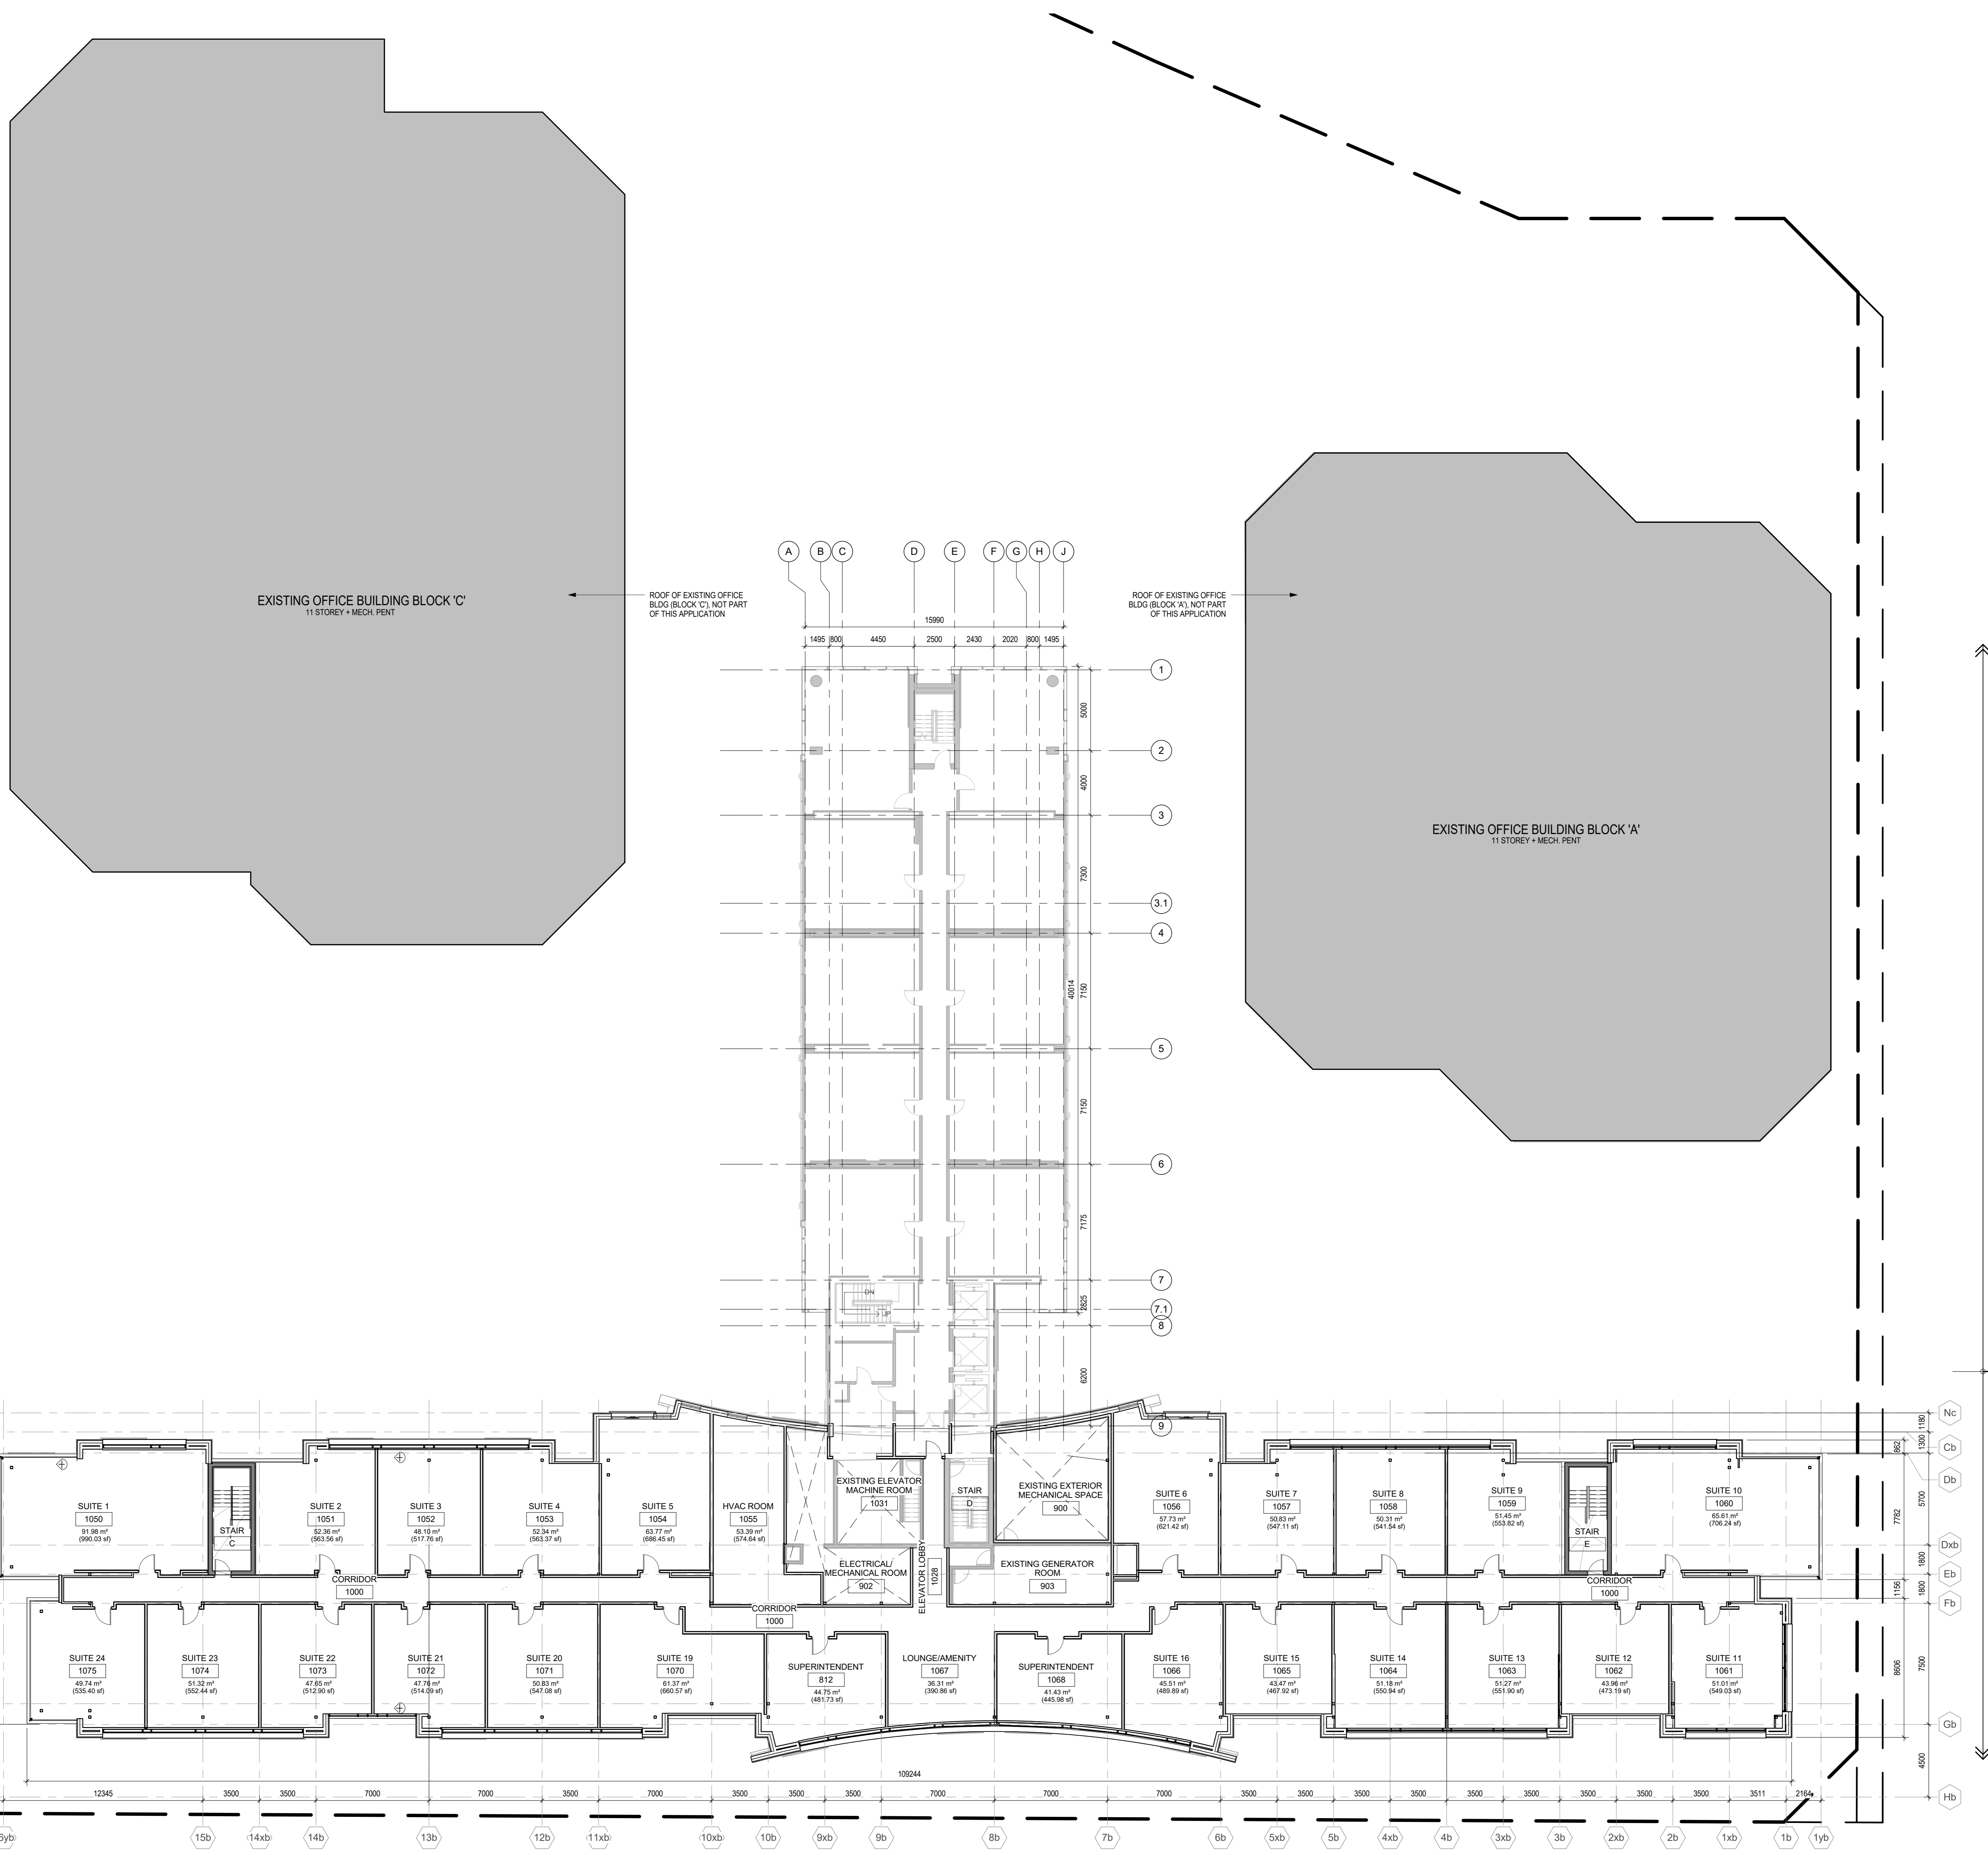 EXISTING OFFICE BUILDING BLOCK 'C'
11 STOREY + MECH. PENT
ROOF OF EXISTING OFFICE
BLDG (BLOCK 'C'), NOT PART
OF THIS APPLICATION
ROOF OF EXISTING OFFICE
BLDG (BLOCK 'A'), NOT PART
OF THIS APPLICATION
EXISTING OFFICE BUILDING BLOCK 'A'
11 STOREY + MECH. PENT
A B C D E F G H J
15990
1495 800 4450 2500 2430 2020 800 1495
1
2
3
3.1
4
5
6
7
7.1
8
9
5000
4000
7300
7150
7150
7175
2825
6200
40014
DN
UP
SUITE 1
1050
91.98 m²
(990.03 sf)
STAIR
C
SUITE 2
1051
52.36 m²
(563.56 sf)
SUITE 3
1052
48.10 m²
(517.76 sf)
SUITE 4
1053
52.34 m²
(563.37 sf)
SUITE 5
1054
63.77 m²
(686.45 sf)
HVAC ROOM
1055
53.39 m²
(574.64 sf)
EXISTING ELEVATOR
MACHINE ROOM
1031
ELECTRICAL/
MECHANICAL ROOM
902
ELEVATOR LOBBY
1028
STAIR
D
EXISTING EXTERIOR
MECHANICAL SPACE
900
EXISTING GENERATOR
ROOM
903
SUITE 6
1056
57.73 m²
(621.42 sf)
SUITE 7
1057
50.83 m²
(547.11 sf)
SUITE 8
1058
50.31 m²
(541.54 sf)
SUITE 9
1059
51.45 m²
(553.82 sf)
STAIR
E
SUITE 10
1060
65.61 m²
(706.24 sf)
CORRIDOR
1000
CORRIDOR
1000
CORRIDOR
1000
SUITE 24
1075
49.74 m²
(535.40 sf)
SUITE 23
1074
51.32 m²
(552.44 sf)
SUITE 22
1073
47.65 m²
(512.90 sf)
SUITE 21
1072
47.76 m²
(514.09 sf)
SUITE 20
1071
50.83 m²
(547.08 sf)
SUITE 19
1070
61.37 m²
(660.57 sf)
SUPERINTENDENT
812
44.75 m²
(481.73 sf)
LOUNGE/AMENITY
1067
36.31 m²
(390.86 sf)
SUPERINTENDENT
1068
41.43 m²
(445.98 sf)
SUITE 16
1066
45.51 m²
(489.89 sf)
SUITE 15
1065
43.47 m²
(467.92 sf)
SUITE 14
1064
51.18 m²
(550.94 sf)
SUITE 13
1063
51.27 m²
(551.90 sf)
SUITE 12
1062
43.96 m²
(473.19 sf)
SUITE 11
1061
51.01 m²
(549.03 sf)
Nc
Cb
Db
Dxb
Eb
Fb
Gb
Hb
1180
1300
5700
1800
1800
7500
4500
862
7782
1156
8606
109244
12345 3500 3500 7000 7000 3500 7000 3500 3500 3500 7000 7000 7000 3500 3500 3500 3500 3500 3500 3500 3500 3500 3511 2164
6yb 15b 14xb 14b 13b 12b 11xb 10xb 10b 9xb 9b 8b 7b 6b 5xb 5b 4xb 4b 3xb 3b 2xb 2b 1xb 1b 1yb